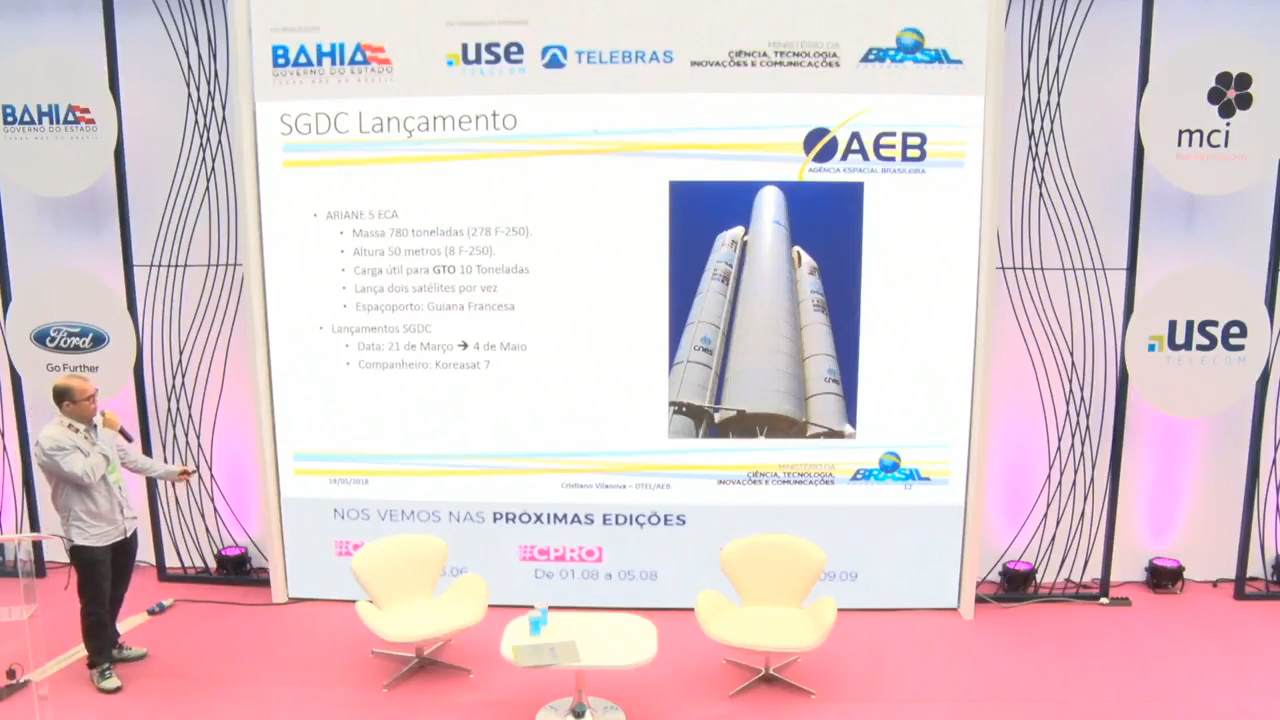 BAHIA
GOVERNO DO ESTADO
USE
TELECOM
TELEBRAS
MINISTÉRIO DA
CIÊNCIA, TECNOLOGIA,
INOVAÇÕES E COMUNICAÇÕES
BRASIL
SGDC Lançamento
AEB
AGÊNCIA ESPACIAL BRASILEIRA
• ARIANE 5 ECA
• Massa 780 toneladas (278 F-250).
• Altura 50 metros (8 F-250).
• Carga útil para GTO 10 Toneladas
• Lança dois satélites por vez
• Espaçoporto: Guiana Francesa
• Lançamentos SGDC
• Data: 21 de Março → 4 de Maio
• Companheiro: Koreasat 7
cnes
cnes
MINISTÉRIO DA
CIÊNCIA, TECNOLOGIA,
INOVAÇÕES E COMUNICAÇÕES
BRASIL
19/05/2018
Cristiano Vilanova – DTEL/AEB
12
NOS VEMOS NAS PRÓXIMAS EDIÇÕES
#CPRO
De 01.08 a 05.08
09.09
BAHIA
GOVERNO DO ESTADO
Ford
Go Further
mci
USE
TELECOM